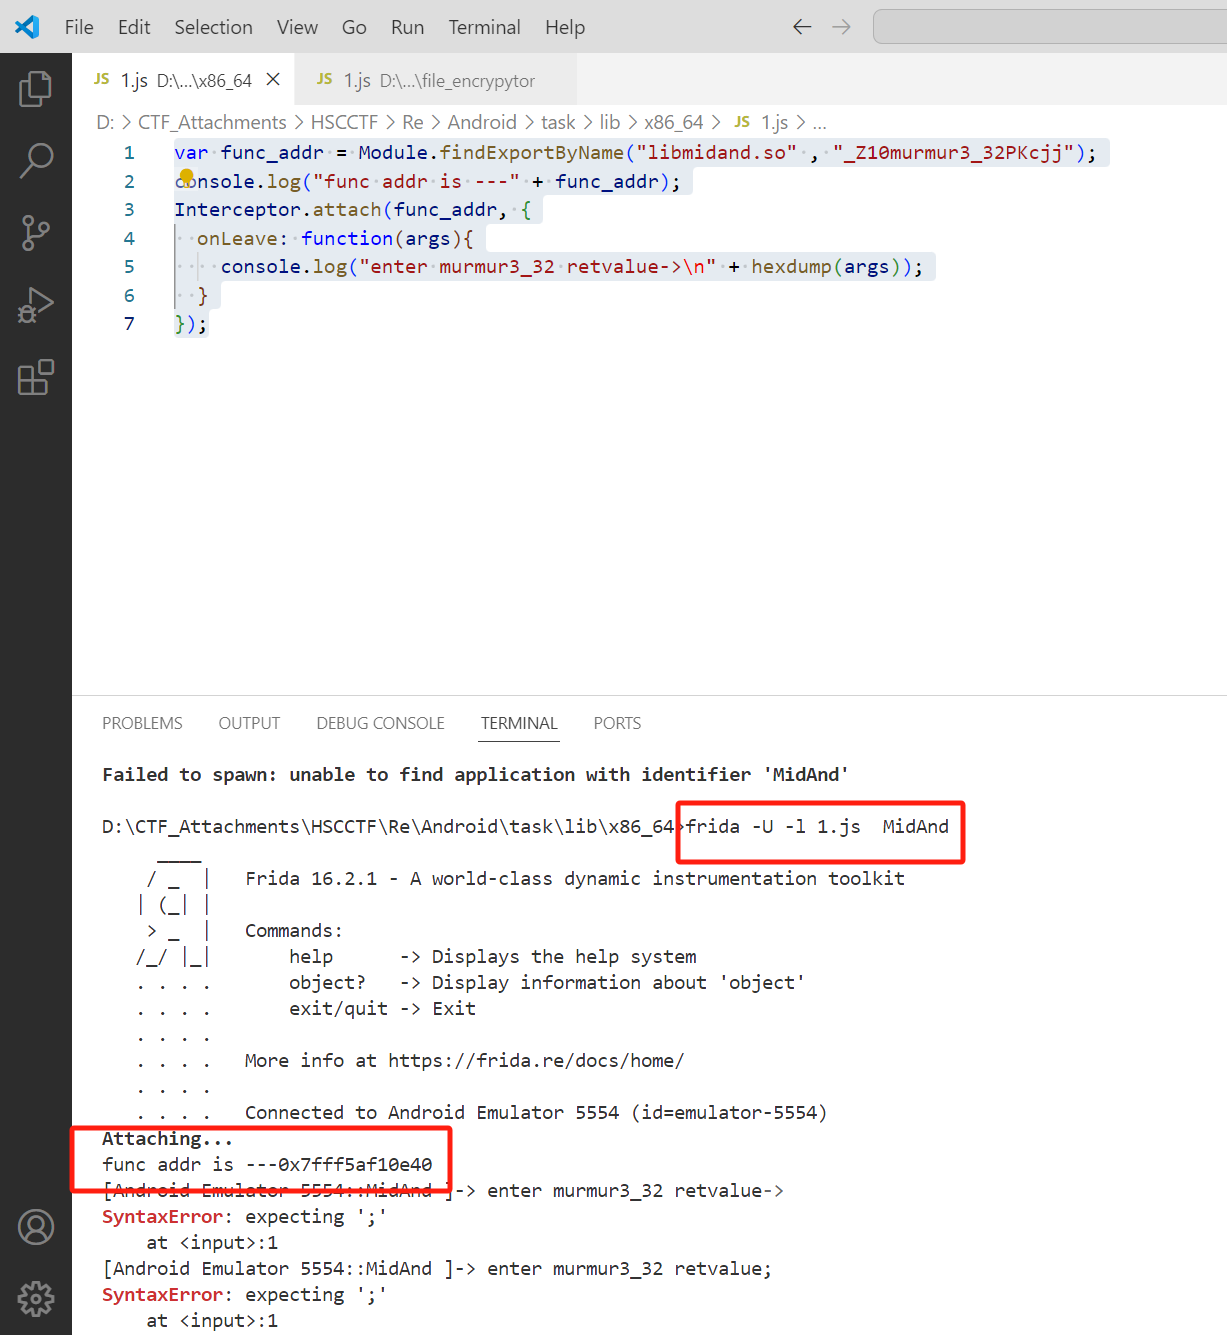 File Edit Selection View Go Run Terminal Help
JS 1.js D:\...\x86_64
JS 1.js D:\...\file_encrypytor
D: > CTF_Attachments > HSCCTF > Re > Android > task > lib > x86_64 > JS 1.js > ...
1 var func_addr = Module.findExportByName("libmidand.so" , "_Z10murmur3_32PKcjj");
2 console.log("func addr is ---" + func_addr);
3 Interceptor.attach(func_addr, {
4 onLeave: function(args){
5 console.log("enter murmur3_32 retvalue->\n" + hexdump(args));
6 }
7 });
PROBLEMS OUTPUT DEBUG CONSOLE TERMINAL PORTS
Failed to spawn: unable to find application with identifier 'MidAnd'
D:\CTF_Attachments\HSCCTF\Re\Android\task\lib\x86_64>frida -U -l 1.js  MidAnd
     ____
    / _  |   Frida 16.2.1 - A world-class dynamic instrumentation toolkit
   | (_| |
    > _  |   Commands:
   /_/ |_|       help      -> Displays the help system
   . . . .       object?   -> Display information about 'object'
   . . . .       exit/quit -> Exit
   . . . .
   . . . .   More info at https://frida.re/docs/home/
   . . . .
   . . . .   Connected to Android Emulator 5554 (id=emulator-5554)
Attaching...
func addr is ---0x7fff5af10e40
[Android Emulator 5554::MidAnd ]-> enter murmur3_32 retvalue->
SyntaxError: expecting ';'
    at <input>:1
[Android Emulator 5554::MidAnd ]-> enter murmur3_32 retvalue;
SyntaxError: expecting ';'
    at <input>:1